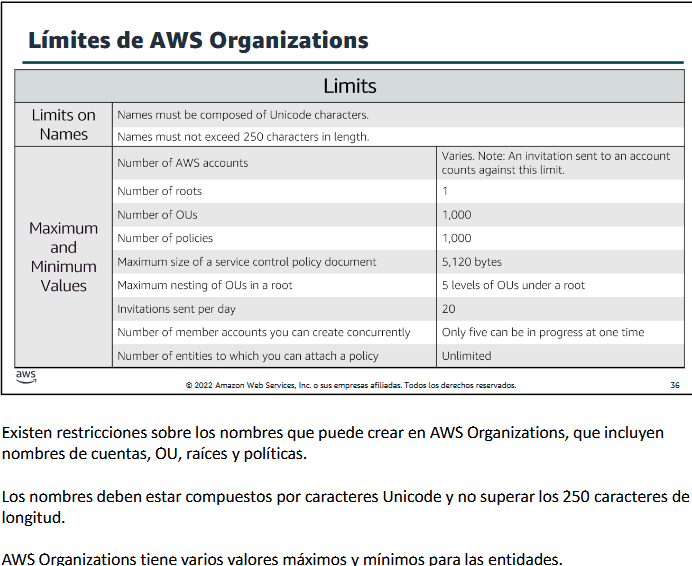 Límites de AWS Organizations
Limits
Limits on
Names
Names must be composed of Unicode characters.
Names must not exceed 250 characters in length.
Maximum
and
Minimum
Values
Number of AWS accounts
Varies. Note: An invitation sent to an account
counts against this limit.
Number of roots
1
Number of OUs
1,000
Number of policies
1,000
Maximum size of a service control policy document
5,120 bytes
Maximum nesting of OUs in a root
5 levels of OUs under a root
Invitations sent per day
20
Number of member accounts you can create concurrently
Only five can be in progress at one time
Number of entities to which you can attach a policy
Unlimited
aws
© 2022 Amazon Web Services, Inc. o sus empresas afiliadas. Todos los derechos reservados.
36
Existen restricciones sobre los nombres que puede crear en AWS Organizations, que incluyen
nombres de cuentas, OU, raíces y políticas.
Los nombres deben estar compuestos por caracteres Unicode y no superar los 250 caracteres de
longitud.
AWS Organizations tiene varios valores máximos y mínimos para las entidades.